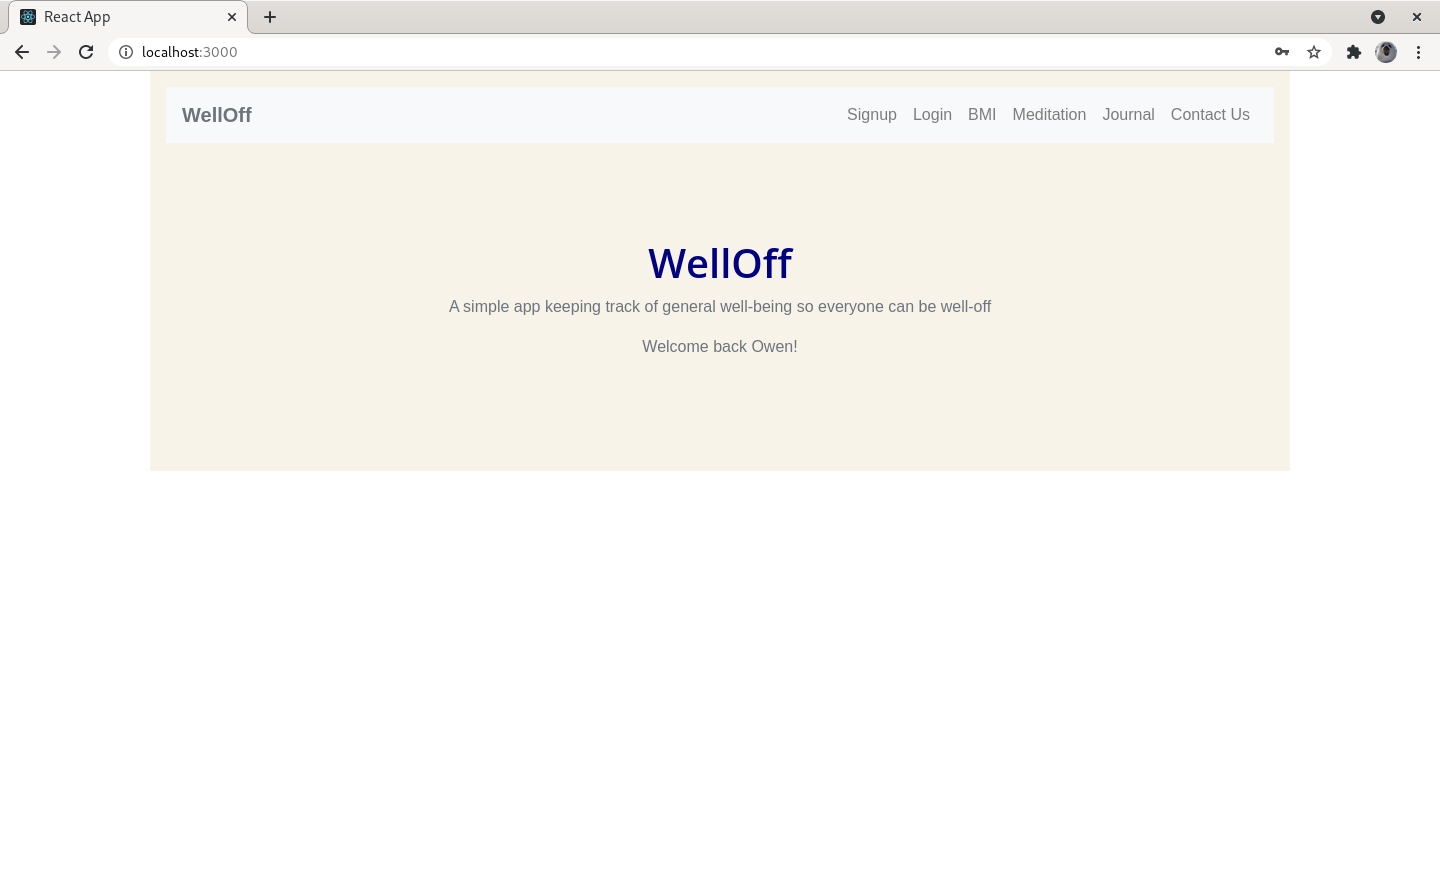 React App
localhost:3000
WellOff
Signup Login BMI Meditation Journal Contact Us
WellOff
A simple app keeping track of general well-being so everyone can be well-off
Welcome back Owen!